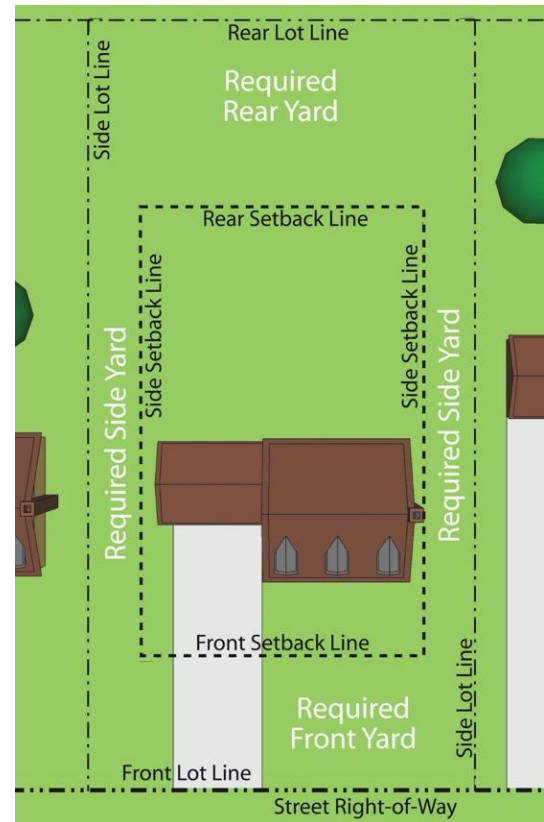 Rear Lot Line
Side Lot Line
Required
Rear Yard
Rear Setback Line
Side Setback Line
Side Setback Line
Required Side Yard
Required Side Yard
Front Setback Line
Required
Front Yard
Side Lot Line
Front Lot Line
Street Right-of-Way